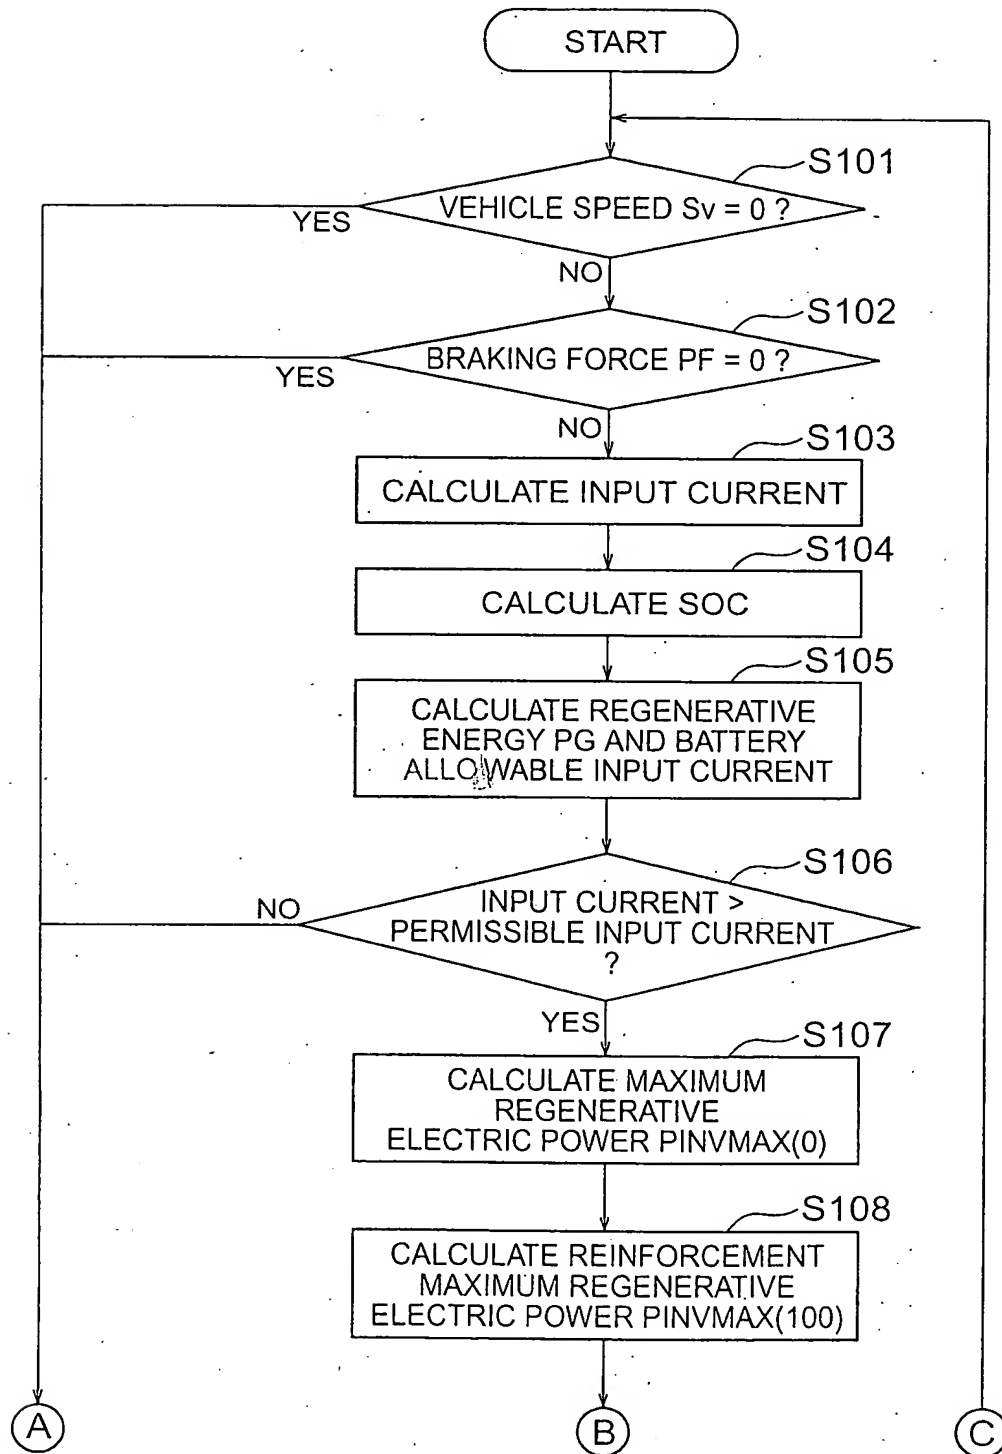 START
S101
VEHICLE SPEED Sv = 0 ?
YES
NO
S102
BRAKING FORCE PF = 0 ?
YES
NO
S103
CALCULATE INPUT CURRENT
S104
CALCULATE SOC
S105
CALCULATE REGENERATIVE
ENERGY PG AND BATTERY
ALLOWABLE INPUT CURRENT
S106
INPUT CURRENT >
PERMISSIBLE INPUT CURRENT
?
NO
YES
S107
CALCULATE MAXIMUM
REGENERATIVE
ELECTRIC POWER PINVMAX(0)
S108
CALCULATE REINFORCEMENT
MAXIMUM REGENERATIVE
ELECTRIC POWER PINVMAX(100)
A
B
C